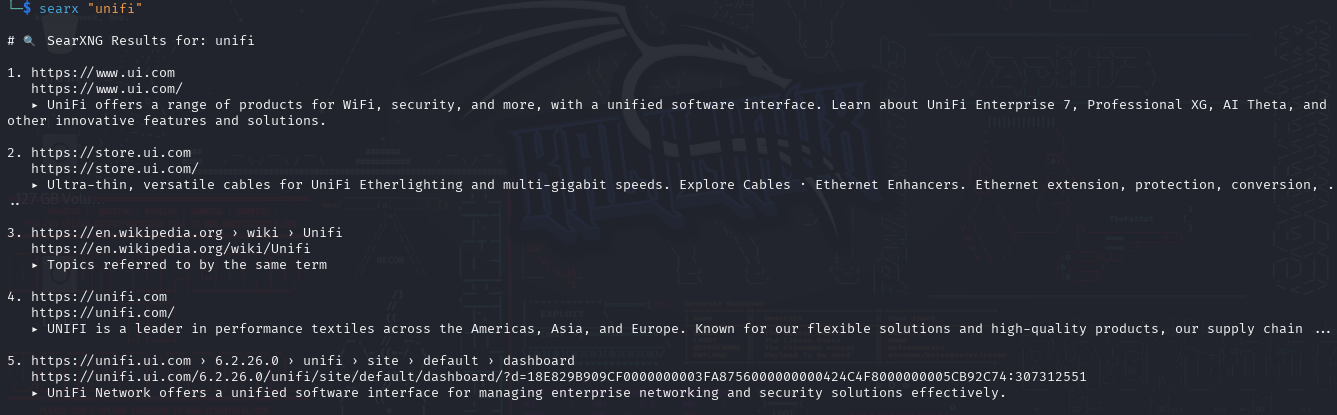 └─$ searx "unifi"
# 🔍 SearXNG Results for: unifi
1. https://www.ui.com
https://www.ui.com/
▸ UniFi offers a range of products for WiFi, security, and more, with a unified software interface. Learn about UniFi Enterprise 7, Professional XG, AI Theta, and
other innovative features and solutions.
2. https://store.ui.com
https://store.ui.com/
▸ Ultra-thin, versatile cables for UniFi Etherlighting and multi-gigabit speeds. Explore Cables · Ethernet Enhancers. Ethernet extension, protection, conversion, .
..
127 GB Volu...
3. https://en.wikipedia.org › wiki › Unifi
https://en.wikipedia.org/wiki/Unifi
▸ Topics referred to by the same term
4. https://unifi.com
https://unifi.com/
▸ UNIFI is a leader in performance textiles across the Americas, Asia, and Europe. Known for our flexible solutions and high-quality products, our supply chain ...
5. https://unifi.ui.com › 6.2.26.0 › unifi › site › default › dashboard
https://unifi.ui.com/6.2.26.0/unifi/site/default/dashboard/?d=18E829B909CF0000000003FA8756000000000424C4F8000000005CB92C74:307312551
▸ UniFi Network offers a unified software interface for managing enterprise networking and security solutions effectively.
KALI LINUX
EXPLOIT
RECON